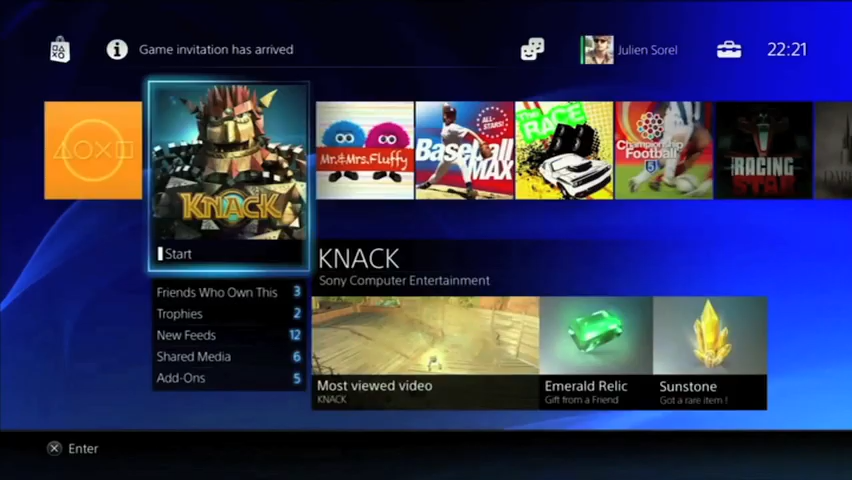 Game invitation has arrived
Julien Sorel
22:21
KNACK
Start
Mr.&Mrs.Fluffy
ALL-STARS!
Baseball MAX
THE RACE
Championship Football
51
RACING STAR
KNACK
Sony Computer Entertainment
Friends Who Own This 3
Trophies 2
New Feeds 12
Shared Media 6
Add-Ons 5
Most viewed video
KNACK
Emerald Relic
Gift from a Friend
Sunstone
Got a rare item !
Enter